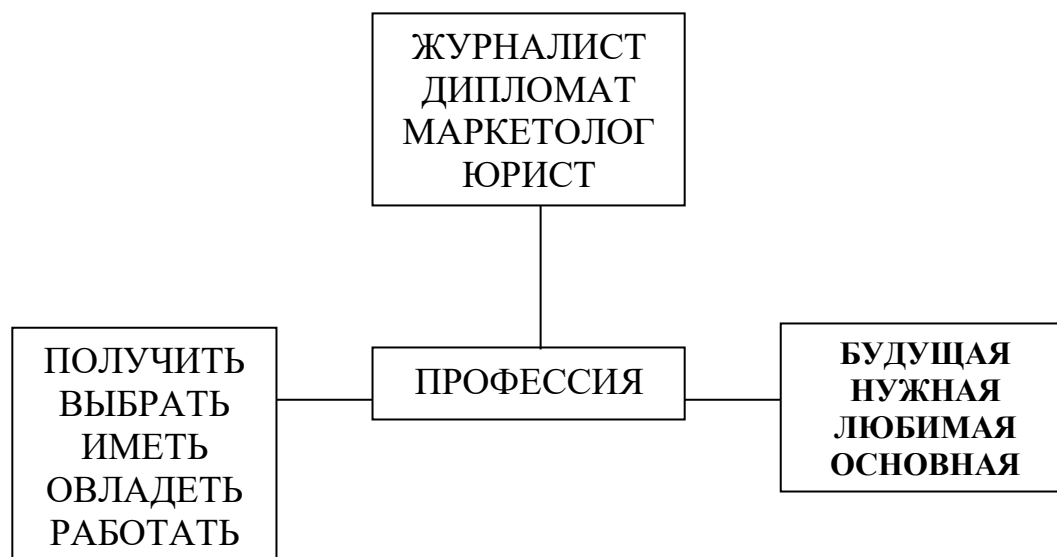 ЖУРНАЛИСТ
ДИПЛОМАТ
МАРКЕТОЛОГ
ЮРИСТ
ПОЛУЧИТЬ
ВЫБРАТЬ
ИМЕТЬ
ОВЛАДЕТЬ
РАБОТАТЬ
ПРОФЕССИЯ
БУДУЩАЯ
НУЖНАЯ
ЛЮБИМАЯ
ОСНОВНАЯ